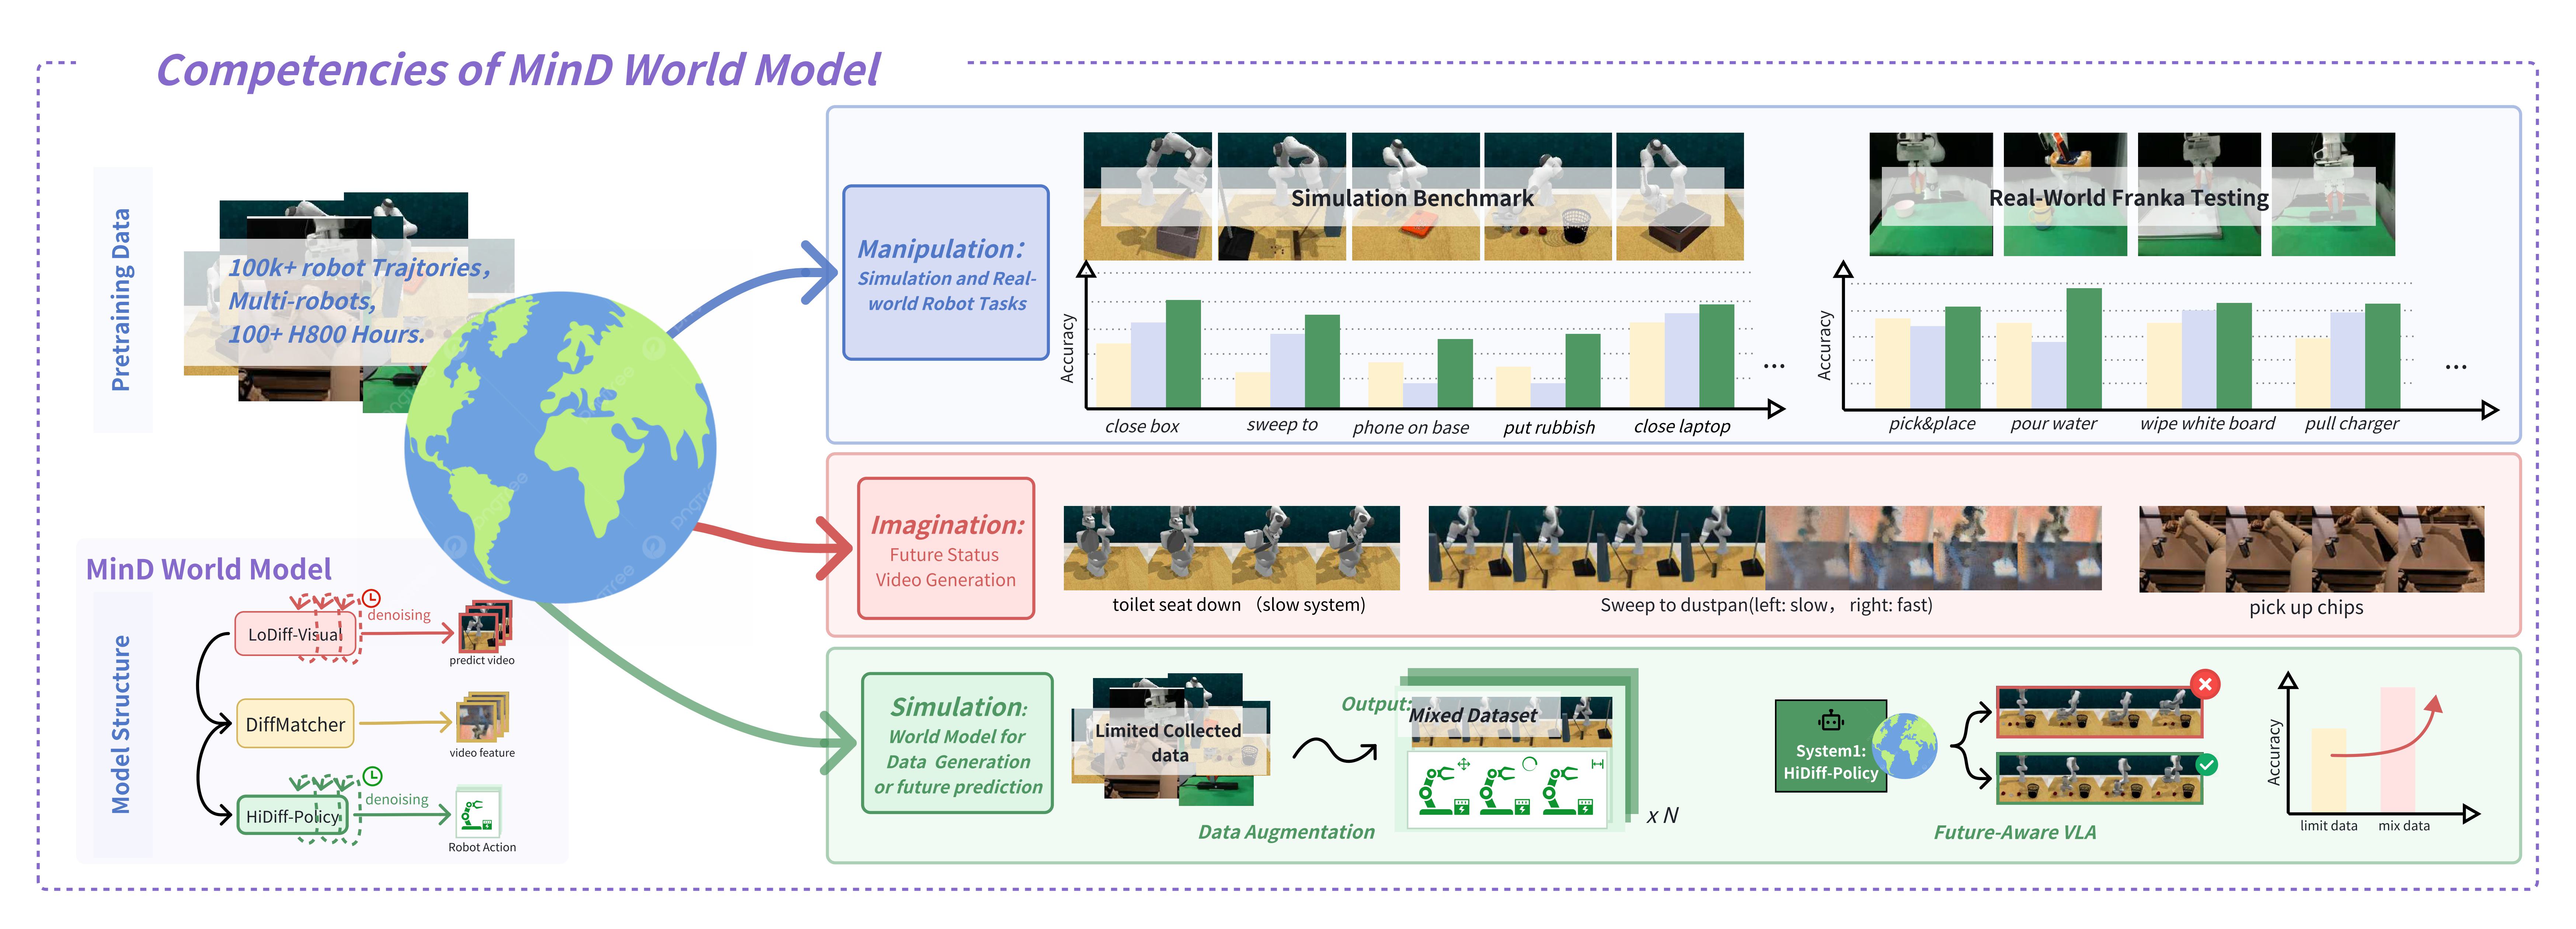 Competencies of MinD World Model
Pretraining Data
100k+ robot Trajtories,
Multi-robots,
100+ H800 Hours.
MinD World Model
Model Structure
LoDiff-Visual
denoising
predict video
DiffMatcher
video feature
HiDiff-Policy
denoising
Robot Action
Manipulation:
Simulation and Real-
world Robot Tasks
Simulation Benchmark
Accuracy
close box
sweep to
phone on base
put rubbish
close laptop
...
Real-World Franka Testing
Accuracy
pick&place
pour water
wipe white board
pull charger
...
Imagination:
Future Status
Video Generation
toilet seat down （slow system)
Sweep to dustpan(left: slow， right: fast)
pick up chips
Simulation:
World Model for
Data Generation
or future prediction
Limited Collected
data
Data Augmentation
Output:
Mixed Dataset
x N
System1:
HiDiff-Policy
Future-Aware VLA
Accuracy
limit data
mix data
pngtree
pngtree
pngtree
pngtree
pngtree